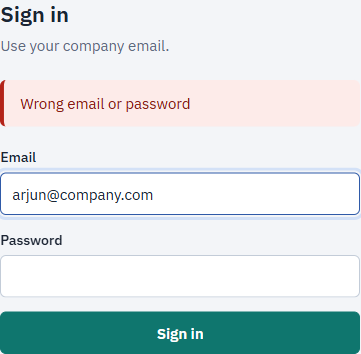 Sign in
Use your company email.
Wrong email or password
Email
arjun@company.com
Password
Sign in